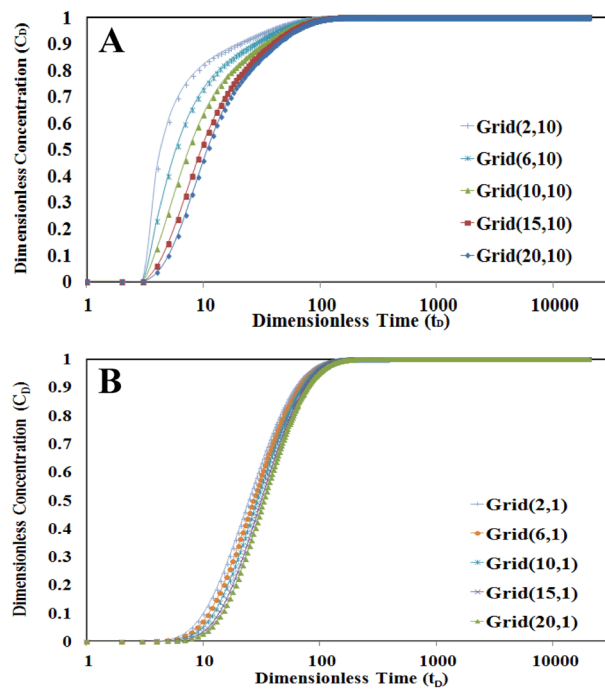 A
Dimensionless Concentration (CD)
1
0.9
0.8
0.7
0.6
0.5
0.4
0.3
0.2
0.1
0
Grid(2,10)
Grid(6,10)
Grid(10,10)
Grid(15,10)
Grid(20,10)
1
10
100
1000
10000
Dimensionless Time (tD)
B
Dimensionless Concentration (CD)
1
0.9
0.8
0.7
0.6
0.5
0.4
0.3
0.2
0.1
0
Grid(2,1)
Grid(6,1)
Grid(10,1)
Grid(15,1)
Grid(20,1)
1
10
100
1000
10000
Dimensionless Time (tD)